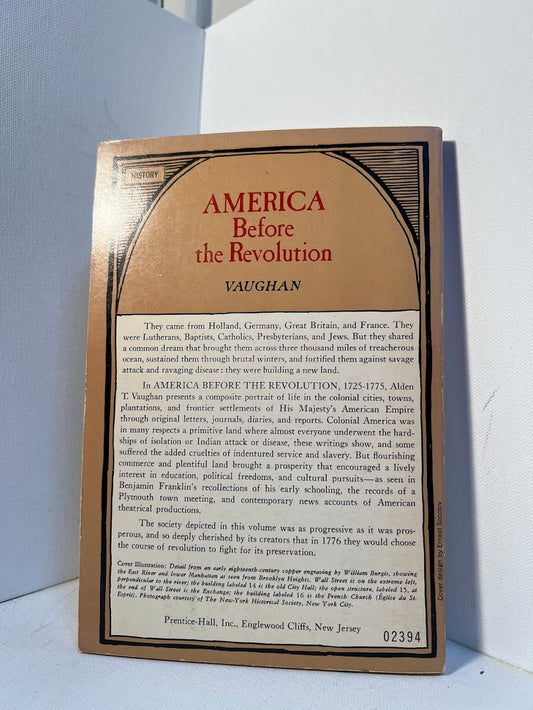 HISTORY
AMERICA
Before
the Revolution
VAUGHAN
They came from Holland, Germany, Great Britain, and France. They
were Lutherans, Baptists, Catholics, Presbyterians, and Jews. But they shared
a common dream that brought them across three thousand miles of treacherous
ocean, sustained them through brutal winters, and fortified them against savage
attack and ravaging disease: they were building a new land.
In AMERICA BEFORE THE REVOLUTION, 1725-1775, Alden
T. Vaughan presents a composite portrait of life in the colonial cities, towns,
plantations, and frontier settlements of His Majesty's American Empire
through original letters, journals, diaries, and reports. Colonial America was
in many respects a primitive land where almost everyone underwent the hard-
ships of isolation or Indian attack or disease, these writings show, and some
suffered the added cruelties of indentured service and slavery. But flourishing
commerce and plentiful land brought a prosperity that encouraged a lively
interest in education, political freedoms, and cultural pursuits—as seen in
Benjamin Franklin's recollections of his early schooling, the records of a
Plymouth town meeting, and contemporary news accounts of American
theatrical productions.
The society depicted in this volume was as progressive as it was pros-
perous, and so deeply cherished by its creators that in 1776 they would choose
the course of revolution to fight for its preservation.
Cover Illustration: Detail from an early eighteenth-century copper engraving by William Burgis, showing
the East River and lower Manhattan as seen from Brooklyn Heights. Wall Street is on the extreme left,
perpendicular to the river; the building labeled 14 is the old City Hall; the open structure, labeled 15, at
the end of Wall Street is the Exchange; the building labeled 16 is the French Church (Église du St.
Esprit). Photograph courtesy of The New-York Historical Society, New York City.
Prentice-Hall, Inc., Englewood Cliffs, New Jersey
02394
Cover design by Ernest Socolov